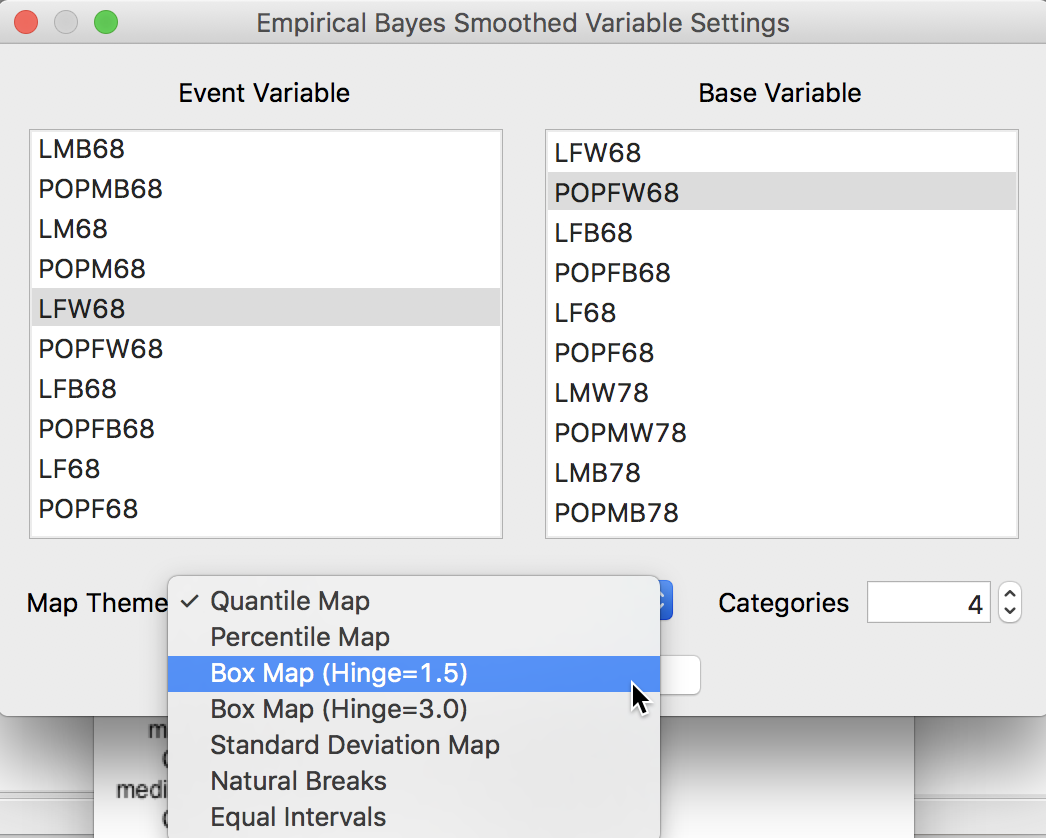 Empirical Bayes Smoothed Variable Settings
Event Variable
LMB68
POPMB68
LM68
POPM68
LFW68
POPFW68
LFB68
POPFB68
LF68
POPF68
Base Variable
LFW68
POPFW68
LFB68
POPFB68
LF68
POPF68
LMW78
POPMW78
LMB78
POPMB78
Map Theme
✓ Quantile Map
Percentile Map
Box Map (Hinge=1.5)
Box Map (Hinge=3.0)
Standard Deviation Map
Natural Breaks
Equal Intervals
Categories 4